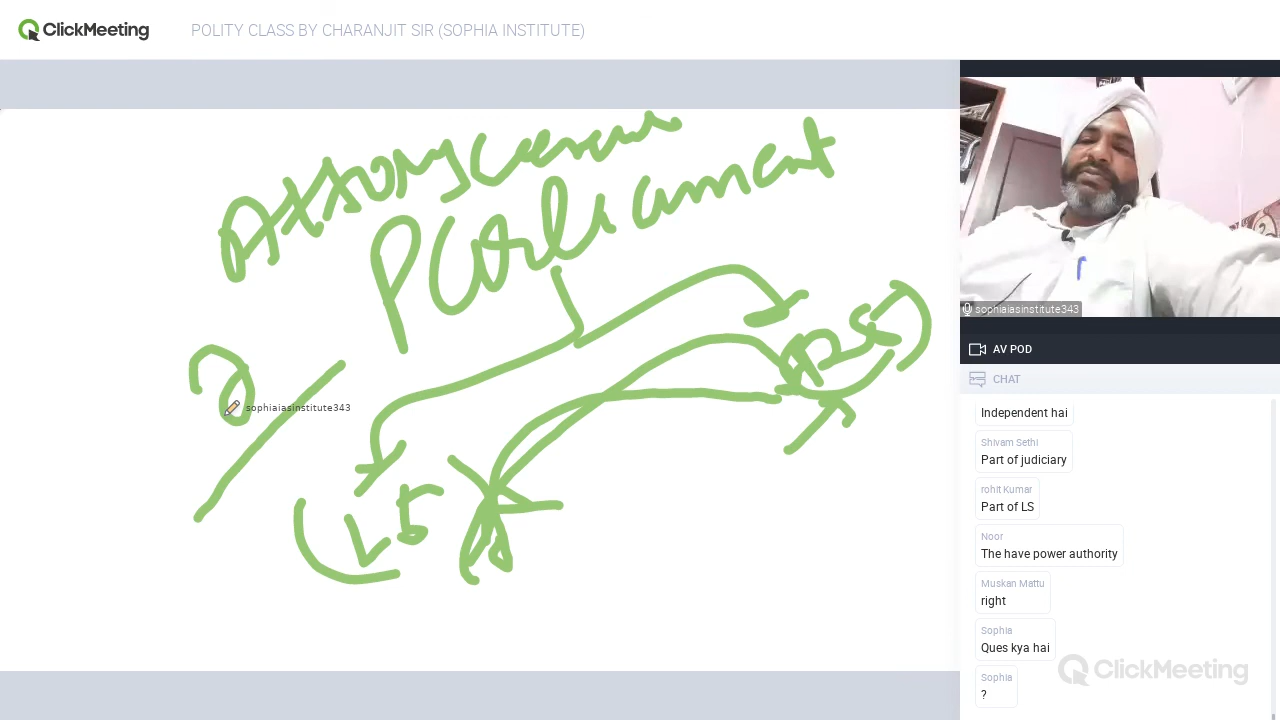 ClickMeeting
POLITY CLASS BY CHARANJIT SIR (SOPHIA INSTITUTE)
Attorny
Parliament
(RS)
2
sophiaiasinstitute343
(LS
sophiaiasinstitute343
AV POD
CHAT
Independent hai
Shivam Sethi
Part of judiciary
rohit Kumar
Part of LS
Noor
The have power authority
Muskan Mattu
right
Sophia
Ques kya hai
Sophia
?
ClickMeeting